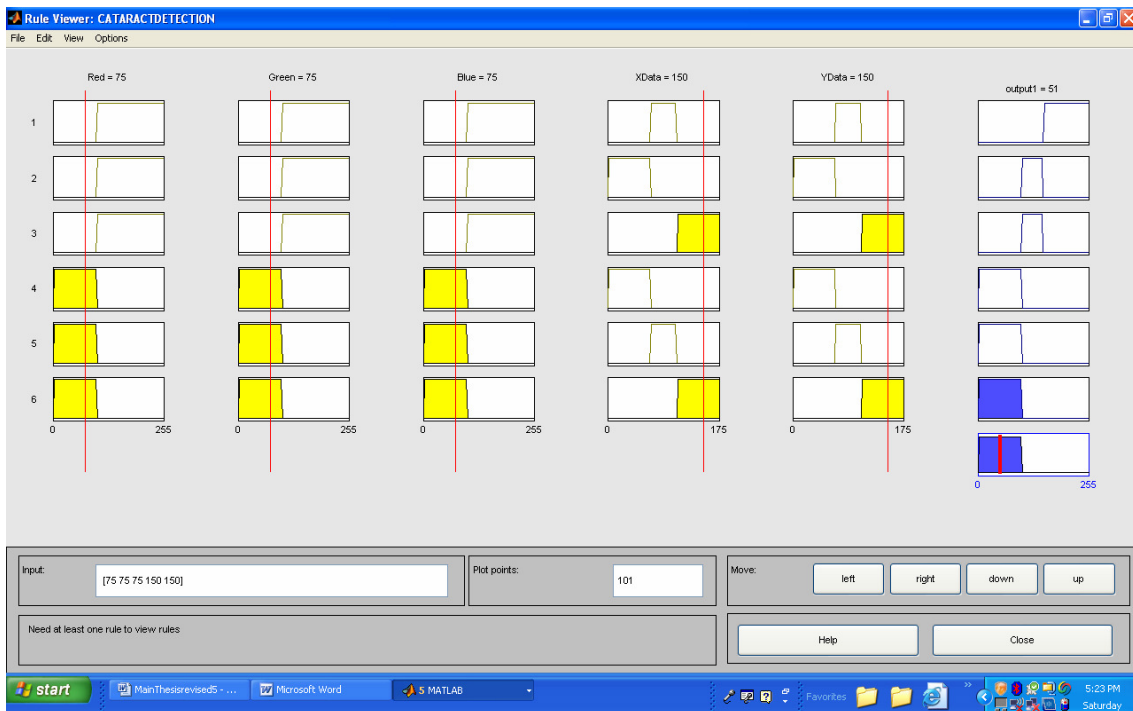 Rule Viewer: CATARACTDETECTION
File Edit View Options
Red = 75 Green = 75 Blue = 75 XData = 150 YData = 150 output1 = 51
1
2
3
4
5
6
0 255 0 255 0 255 0 175 0 175
0 255
Input: [75 75 75 150 150] Plot points: 101 Move: left right down up
Need at least one rule to view rules Help Close
start MainThesisrevised5 - ... Microsoft Word 5 MATLAB Favorites » 5:23 PM
Saturday